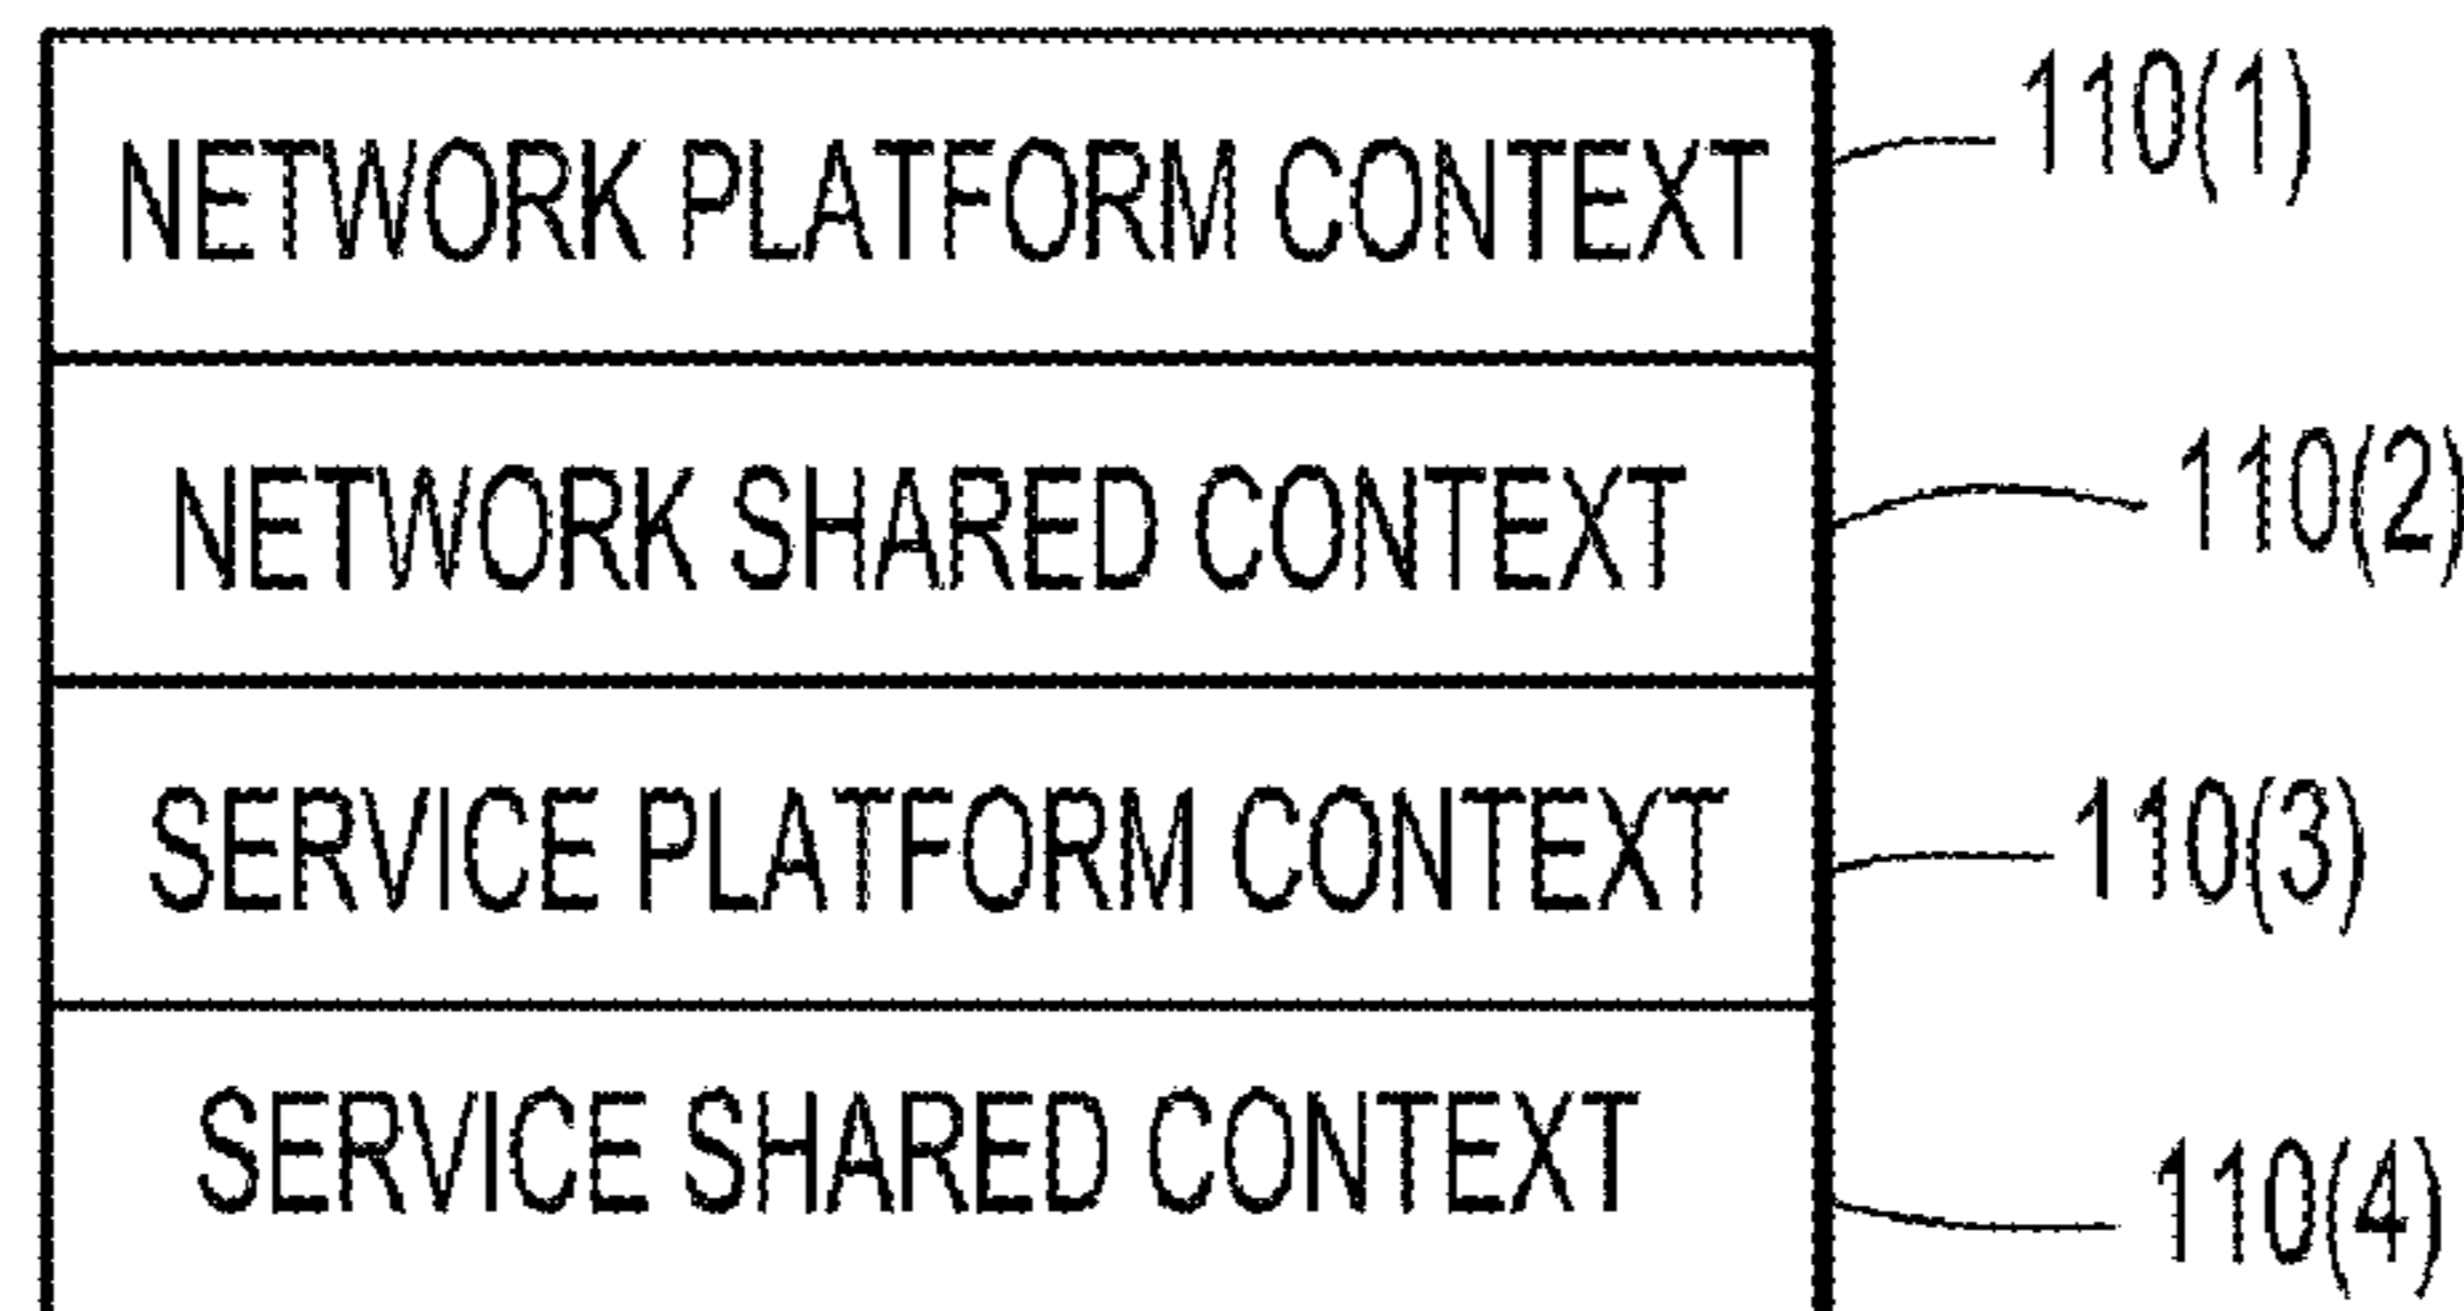 NETWORK PLATFORM CONTEXT 110(1)
NETWORK SHARED CONTEXT 110(2)
SERVICE PLATFORM CONTEXT 110(3)
SERVICE SHARED CONTEXT 110(4)